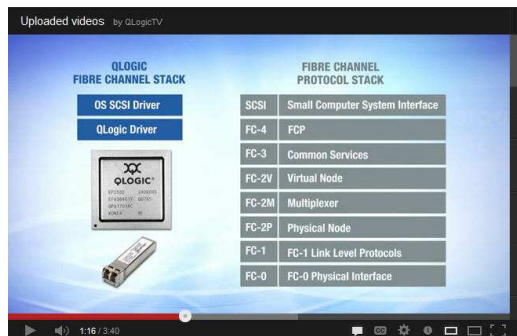 Uploaded videos by QLogicTV
QLOGIC
FIBRE CHANNEL STACK
OS SCSI Driver
QLogic Driver
QLOGIC
FIBRE CHANNEL
PROTOCOL STACK
SCSI Small Computer System Interface
FC-4 FCP
FC-3 Common Services
FC-2V Virtual Node
FC-2M Multiplexer
FC-2P Physical Node
FC-1 FC-1 Link Level Protocols
FC-0 FC-0 Physical Interface
1:16 / 3:40
CC